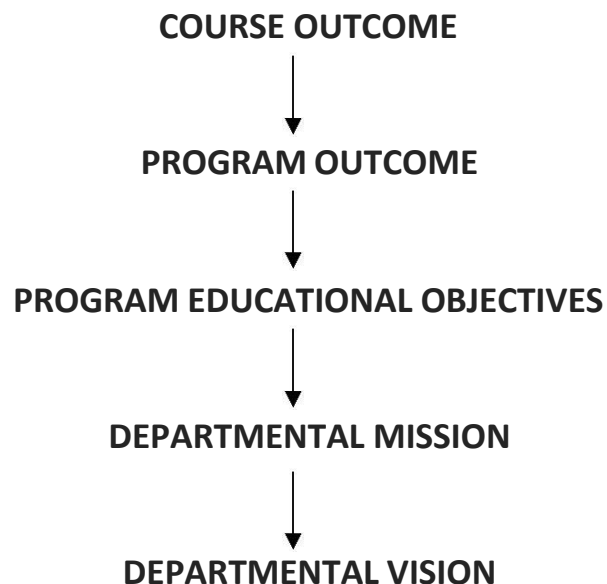 COURSE OUTCOME
PROGRAM OUTCOME
PROGRAM EDUCATIONAL OBJECTIVES
DEPARTMENTAL MISSION
DEPARTMENTAL VISION